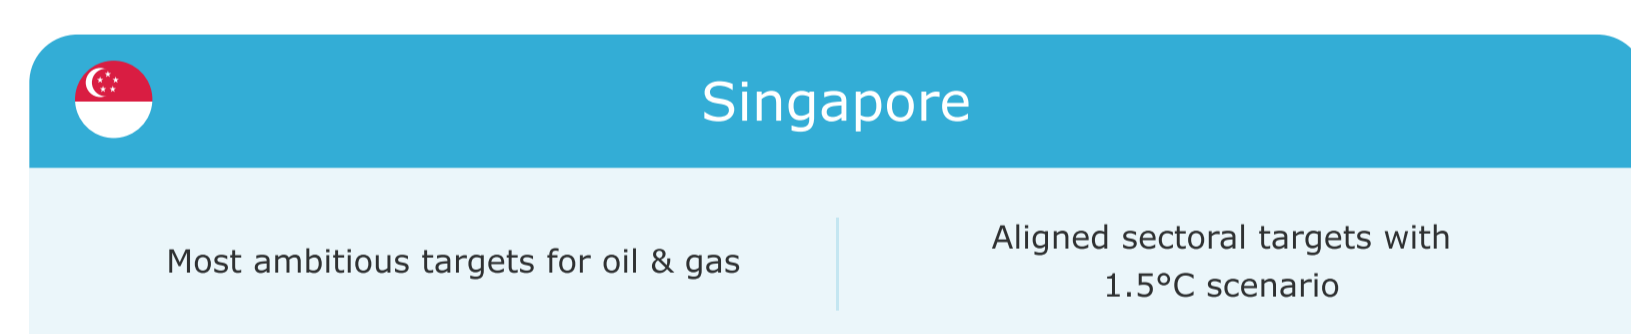 Singapore
Most ambitious targets for oil & gas
Aligned sectoral targets with
1.5°C scenario